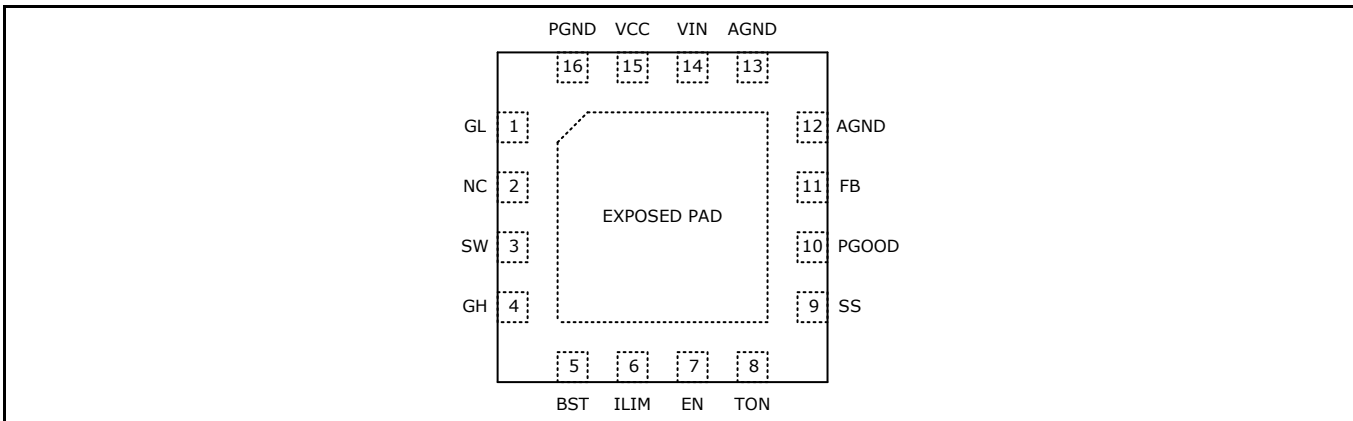 PGND VCC VIN AGND
16 15 14 13
GL 1 12 AGND
NC 2 11 FB
EXPOSED PAD
SW 3 10 PGOOD
GH 4 9 SS
5 6 7 8
BST ILIM EN TON